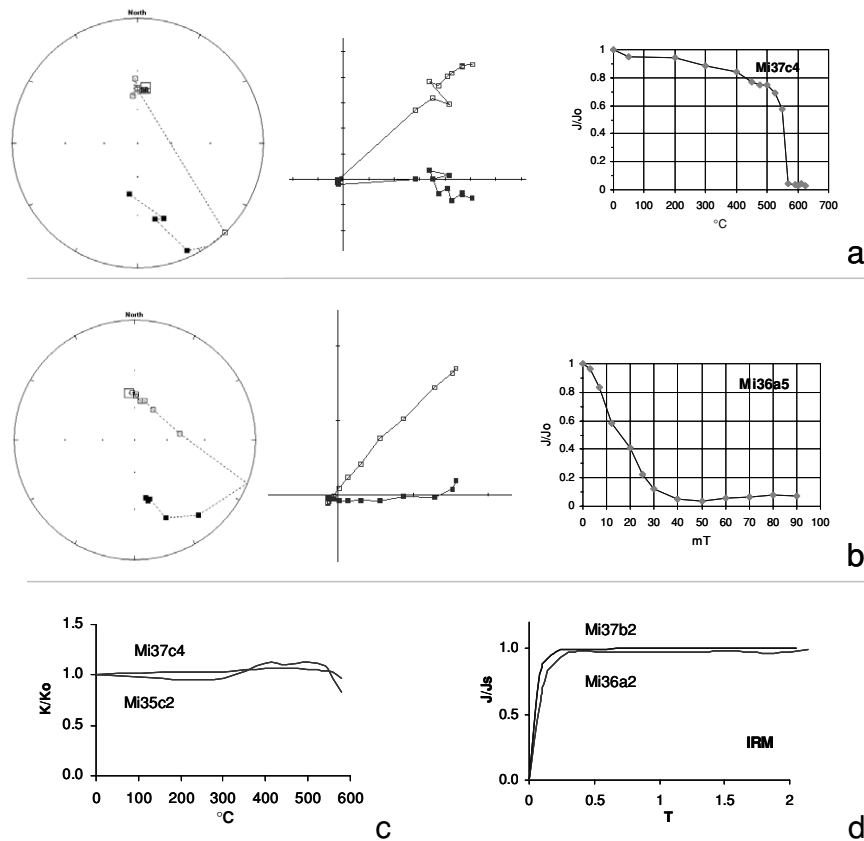 North
Mi37c4
J/Jo
1
0.8
0.6
0.4
0.2
0
0 100 200 300 400 500 600 700
°C
a
North
Mi36a5
J/Jo
1
0.8
0.6
0.4
0.2
0
0 10 20 30 40 50 60 70 80 90 100
mT
b
K/Ko
1.5
1.0
0.5
0.0
Mi37c4
Mi35c2
0 100 200 300 400 500 600
°C
c
J/Js
1.0
0.5
0.0
Mi37b2
Mi36a2
IRM
0 0.5 1 1.5 2
T
d